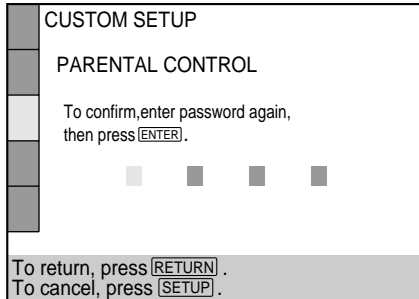 CUSTOM SETUP
PARENTAL CONTROL
To confirm,enter password again,
then press ENTER.
To return, press RETURN .
To cancel, press SETUP .